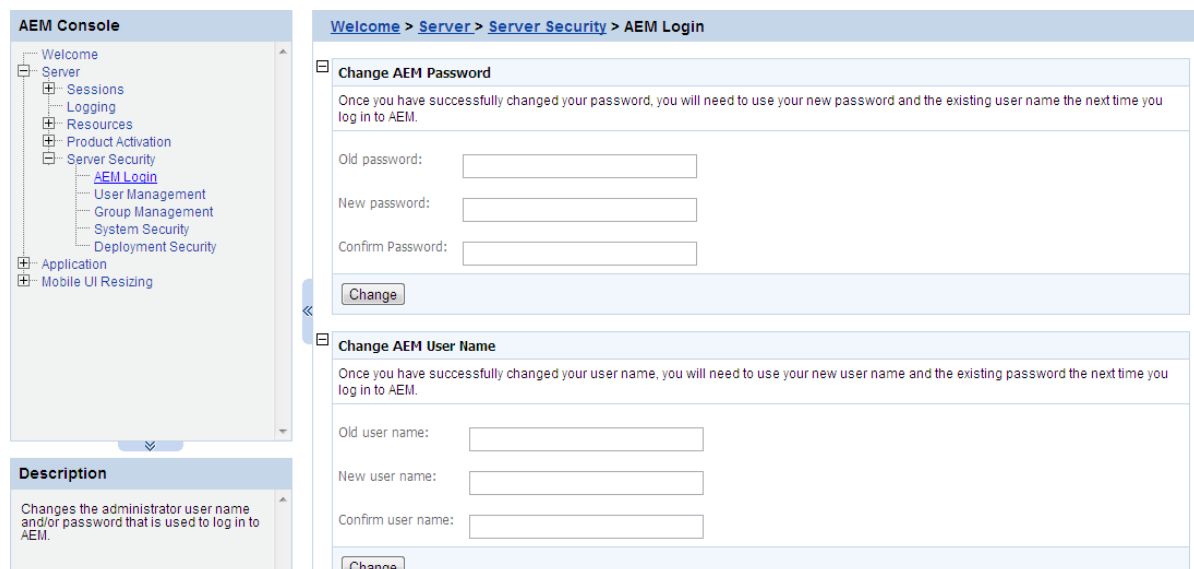 AEM Console
Welcome
Server
Sessions
Logging
Resources
Product Activation
Server Security
AEM Login
User Management
Group Management
System Security
Deployment Security
Application
Mobile UI Resizing
Description
Changes the administrator user name
and/or password that is used to log in to
AEM.
Welcome > Server > Server Security > AEM Login
Change AEM Password
Once you have successfully changed your password, you will need to use your new password and the existing user name the next time you
log in to AEM.
Old password:
New password:
Confirm Password:
Change
Change AEM User Name
Once you have successfully changed your user name, you will need to use your new user name and the existing password the next time you
log in to AEM.
Old user name:
New user name:
Confirm user name:
Change